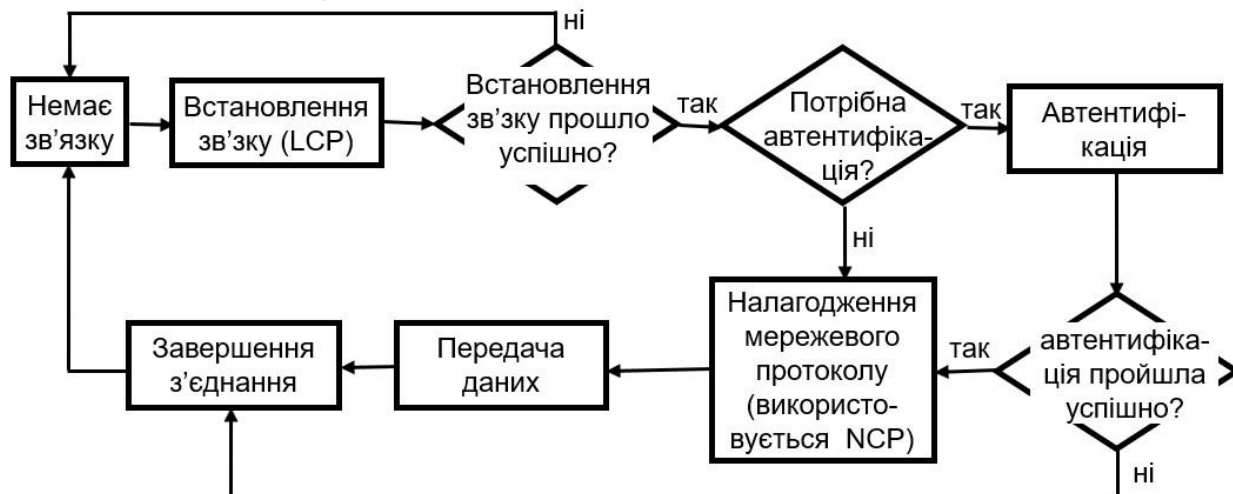 ні
Немає
зв’язку
Встановлення
зв’зку (LCP)
Встановлення
зв’зку прошло
успішно?
так
Потрібна
автентифіка-
ція?
так
Автентифі-
кація
ні
Завершення
з’єднання
Передача
даних
Налагодження
мережевого
протоколу
(використо-
вується NCP)
так
автентифіка-
ція пройшла
успішно?
ні